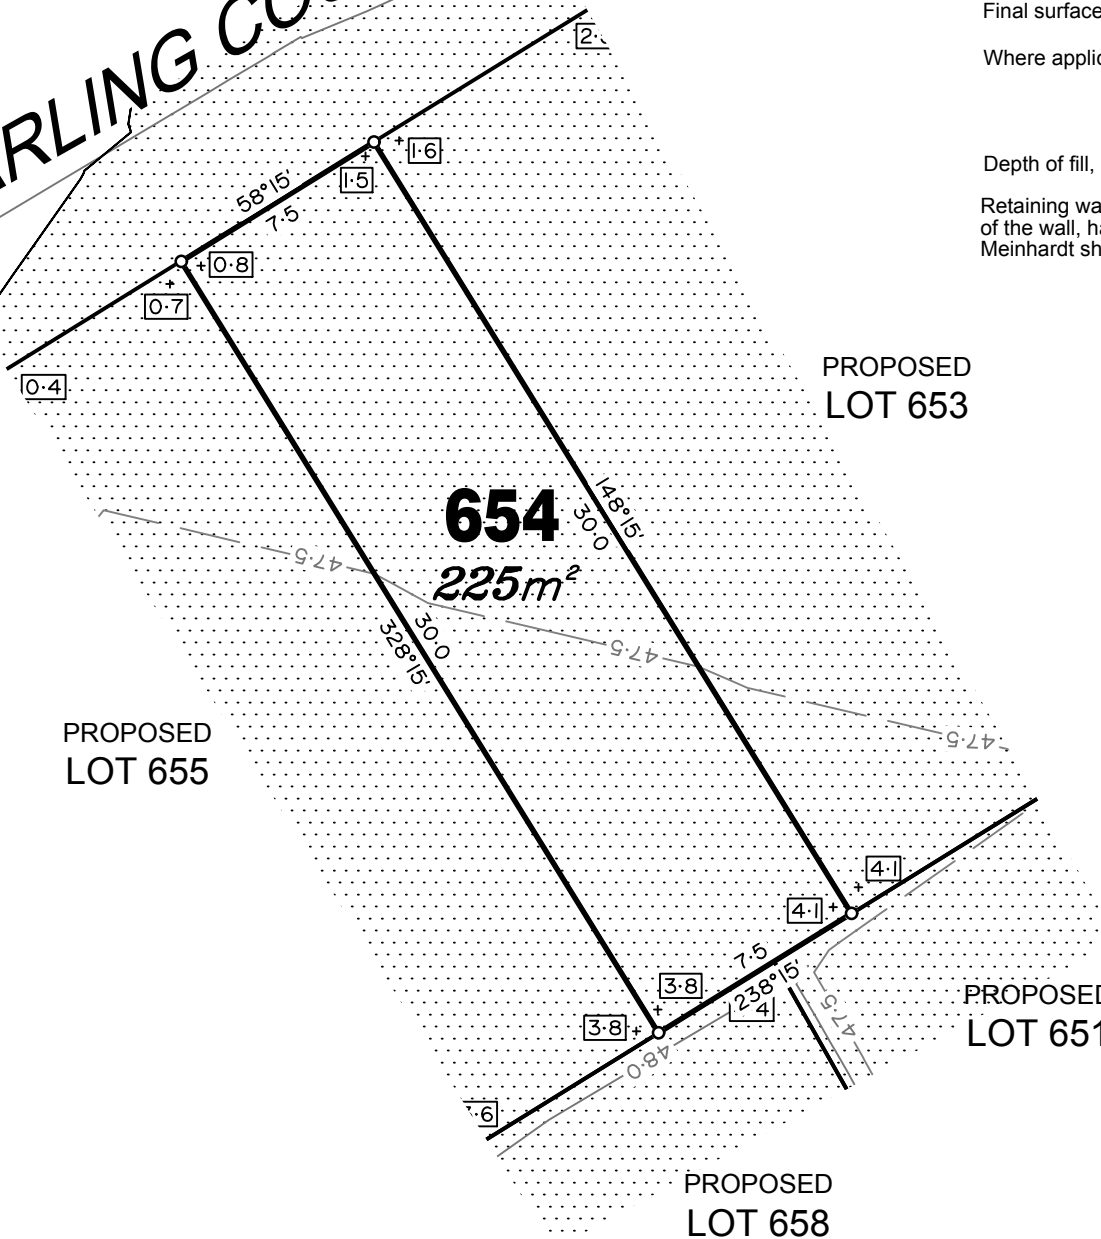 Final surface
Where applic
Depth of fill,
Retaining wa
of the wall, ha
Meinhardt sh
2·
1·6
1·5
58°15'
7·5
0·8
0·7
0·4
PROPOSED
LOT 653
654
225m²
148°15'
30·0
47·5
30·0
328°15'
47·5
47·5
PROPOSED
LOT 655
4·1
4·1
7·5
238°15'
4
3·8
3·8
47·5
48·0
PROPOSED
LOT 651
·6
PROPOSED
LOT 658